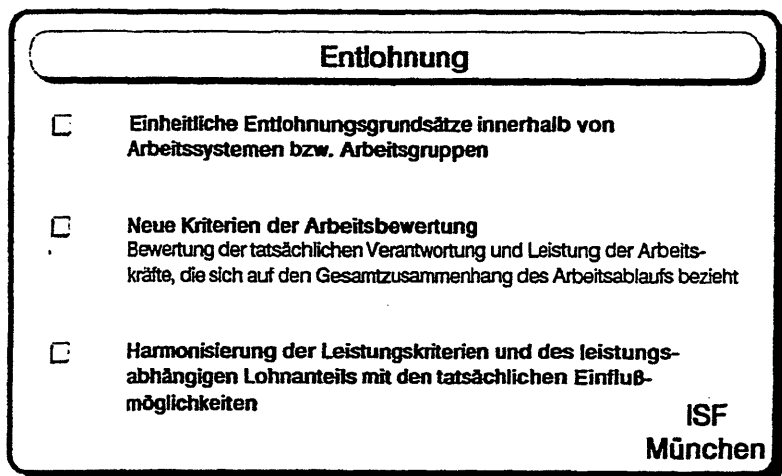 Entlohnung
Einheitliche Entlohnungsgrundsätze innerhalb von
Arbeitssystemen bzw. Arbeitsgruppen
Neue Kriterien der Arbeitsbewertung
Bewertung der tatsächlichen Verantwortung und Leistung der Arbeits-
kräfte, die sich auf den Gesamtzusammenhang des Arbeitsablaufs bezieht
Harmonisierung der Leistungskriterien und des leistungs-
abhängigen Lohnanteils mit den tatsächlichen Einfluß-
möglichkeiten
ISF
München